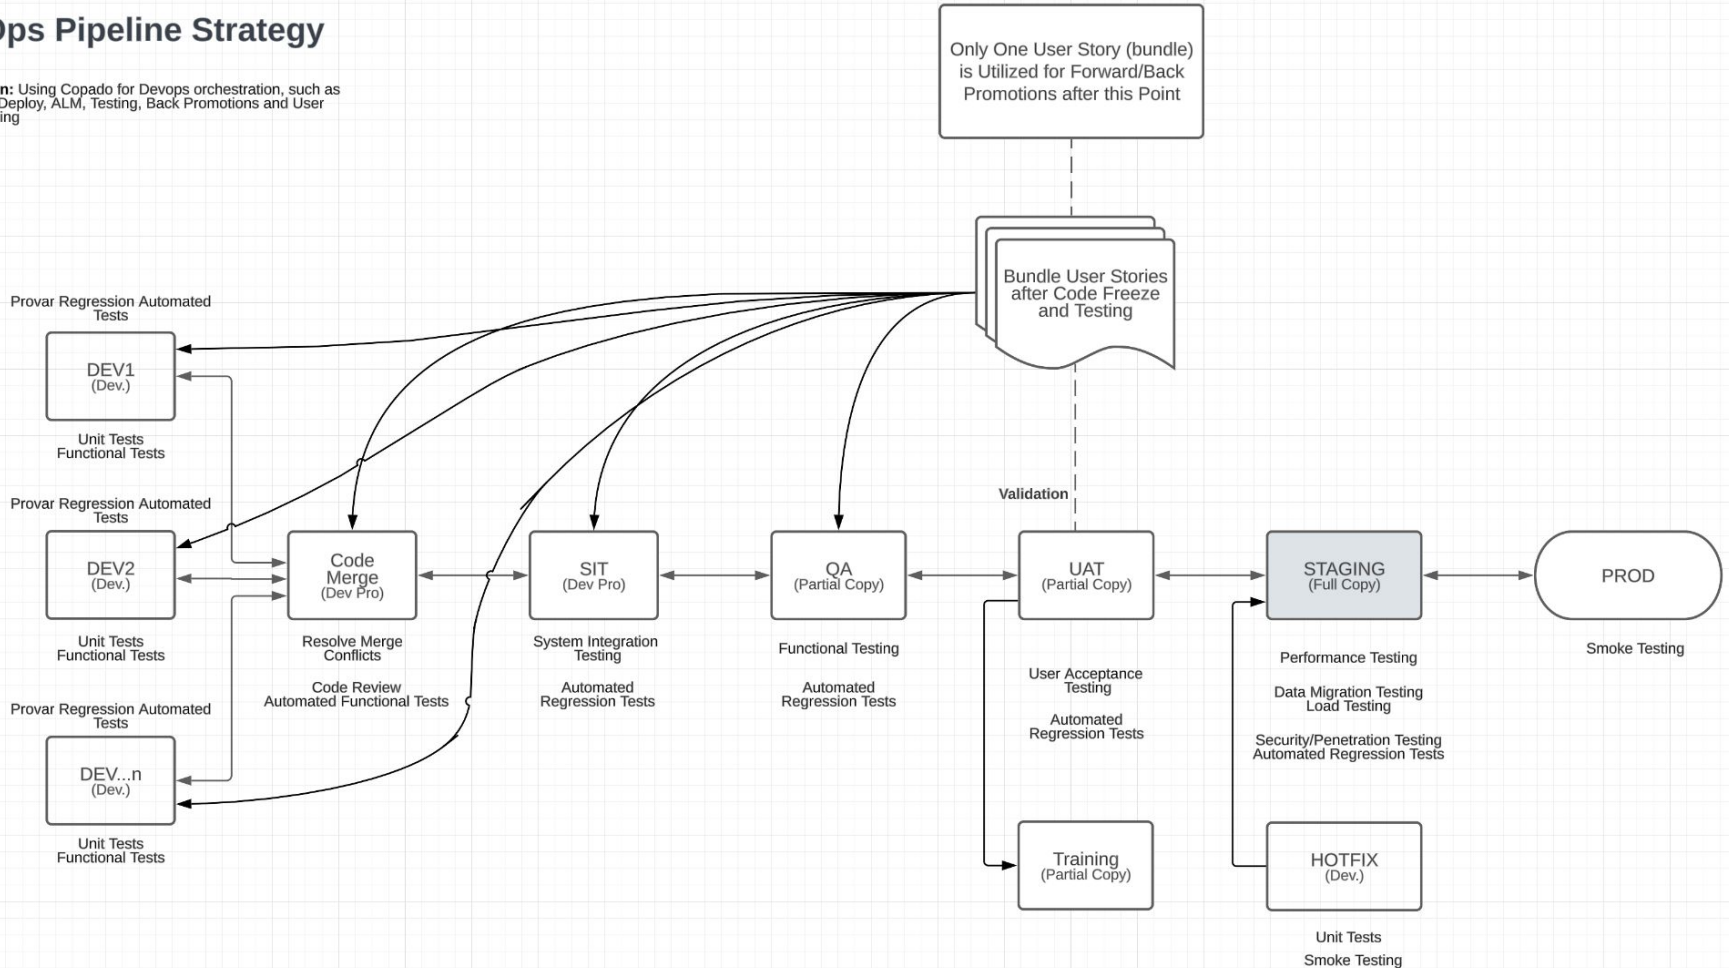 Ops Pipeline Strategy
n: Using Copado for Devops orchestration, such as
Deploy, ALM, Testing, Back Promotions and User
ing
Only One User Story (bundle)
is Utilized for Forward/Back
Promotions after this Point
Bundle User Stories
after Code Freeze
and Testing
Validation
Provar Regression Automated
Tests
DEV1
(Dev.)
Unit Tests
Functional Tests
Provar Regression Automated
Tests
DEV2
(Dev.)
Unit Tests
Functional Tests
Provar Regression Automated
Tests
DEV...n
(Dev.)
Unit Tests
Functional Tests
Code
Merge
(Dev Pro)
Resolve Merge
Conflicts
Code Review
Automated Functional Tests
SIT
(Dev Pro)
System Integration
Testing
Automated
Regression Tests
QA
(Partial Copy)
Functional Testing
Automated
Regression Tests
UAT
(Partial Copy)
User Acceptance
Testing
Automated
Regression Tests
Training
(Partial Copy)
STAGING
(Full Copy)
Performance Testing
Data Migration Testing
Load Testing
Security/Penetration Testing
Automated Regression Tests
HOTFIX
(Dev.)
Unit Tests
Smoke Testing
PROD
Smoke Testing